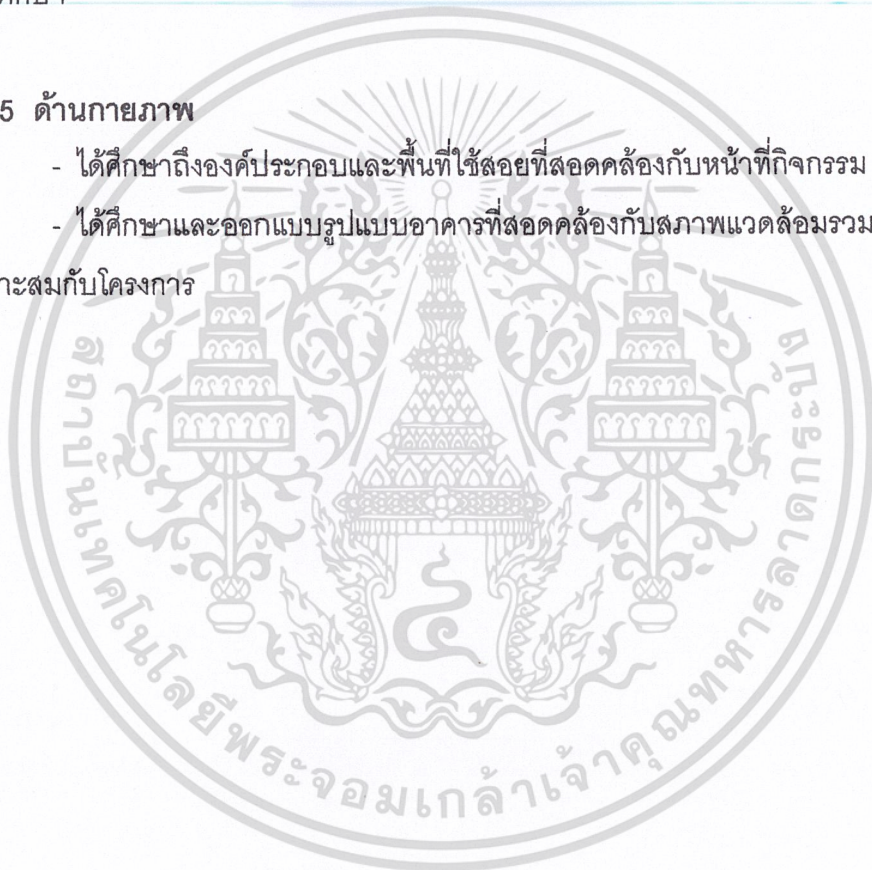 5 ด้านกายภาพ
- ได้ศึกษาถึงองค์ประกอบและพื้นที่ใช้สอยที่สอดคล้องกับหน้าที่กิจกรรม
- ได้ศึกษาและออกแบบรูปแบบอาคารที่สอดคล้องกับสภาพแวดล้อมรวม
าะสมกับโครงการ
สถาบันเทคโนโลยีพระจอมเกล้าเจ้าคุณทหารลาดกระบัง
๔